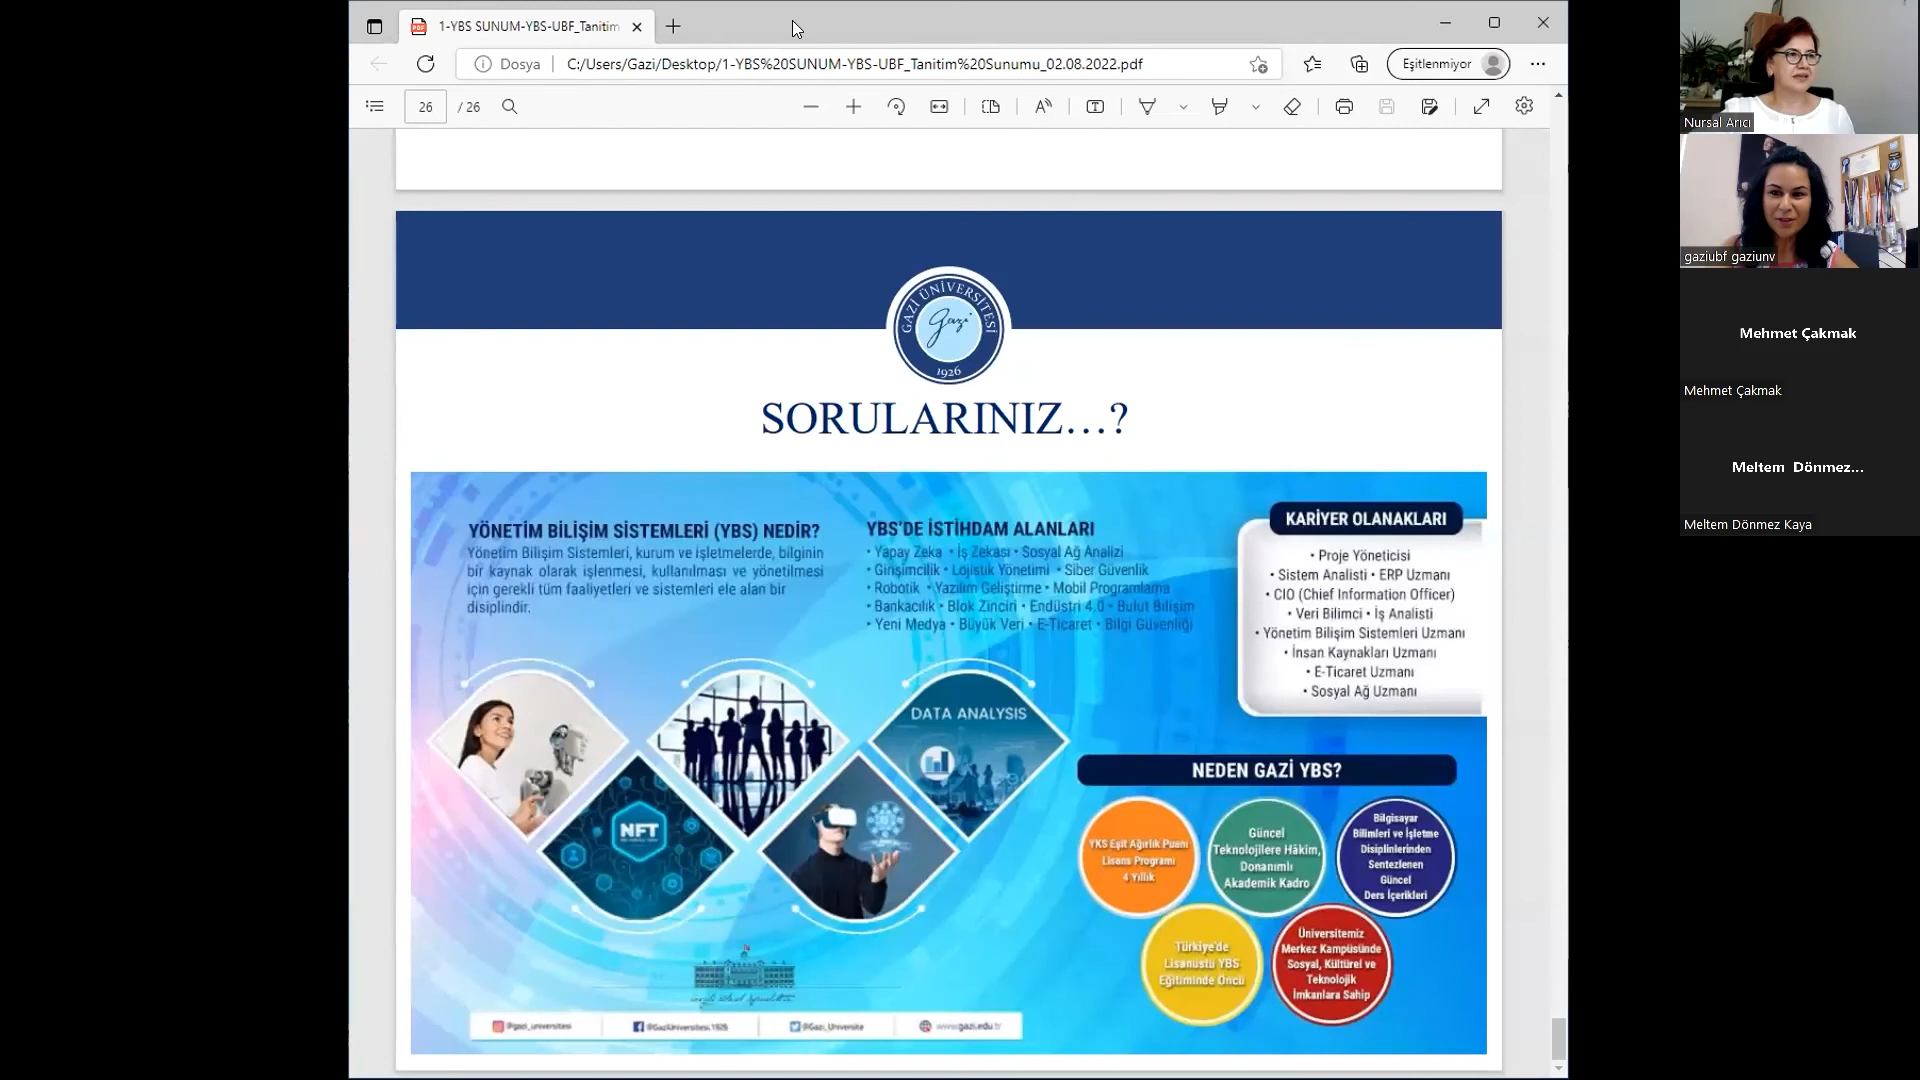 1-YBS SUNUM-YBS-UBF_Tanitim
Dosya
C:/Users/Gazi/Desktop/1-YBS%20SUNUM-YBS-UBF_Tanitim%20Sunumu_02.08.2022.pdf
Eşitlenmiyor
26 / 26
GAZİ ÜNİVERSİTESİ
gazi
1926
SORULARINIZ…?
YÖNETİM BİLİŞİM SİSTEMLERİ (YBS) NEDİR?
Yönetim Bilişim Sistemleri, kurum ve işletmelerde, bilginin
bir kaynak olarak işlenmesi, kullanılması ve yönetilmesi
için gerekli tüm faaliyetleri ve sistemleri ele alan bir
disiplindir.
YBS'DE İSTİHDAM ALANLARI
• Yapay Zeka • İş Zekası • Sosyal Ağ Analizi
• Girişimcilik • Lojistik Yönetimi • Siber Güvenlik
• Robotik • Yazılım Geliştirme • Mobil Programlama
• Bankacılık • Blok Zinciri • Endüstri 4.0 • Bulut Bilişim
• Yeni Medya • Büyük Veri • E-Ticaret • Bilgi Güvenliği
KARİYER OLANAKLARI
• Proje Yöneticisi
• Sistem Analisti • ERP Uzmanı
• CIO (Chief Information Officer)
• Veri Bilimci • İş Analisti
• Yönetim Bilişim Sistemleri Uzmanı
• İnsan Kaynakları Uzmanı
• E-Ticaret Uzmanı
• Sosyal Ağ Uzmanı
DATA ANALYSIS
NFT
NEDEN GAZİ YBS?
YKS Eşit Ağırlık Puanı
Lisans Programı
4 Yıllık
Güncel
Teknolojilere Hâkim,
Donanımlı
Akademik Kadro
Bilgisayar
Bilimleri ve İşletme
Disiplinlerinden
Sentezlenen
Güncel
Ders İçerikleri
Türkiye'de
Lisansüstü YBS
Eğitiminde Öncü
Üniversitemiz
Merkez Kampüsünde
Sosyal, Kültürel ve
Teknolojik
İmkanlara Sahip
@gazi_universitesi
@GaziUniversitesi.1926
@Gazi_Universite
www.gazi.edu.tr
Nursal Arıcı
gaziubf gaziunv
Mehmet Çakmak
Mehmet Çakmak
Meltem Dönmez...
Meltem Dönmez Kaya